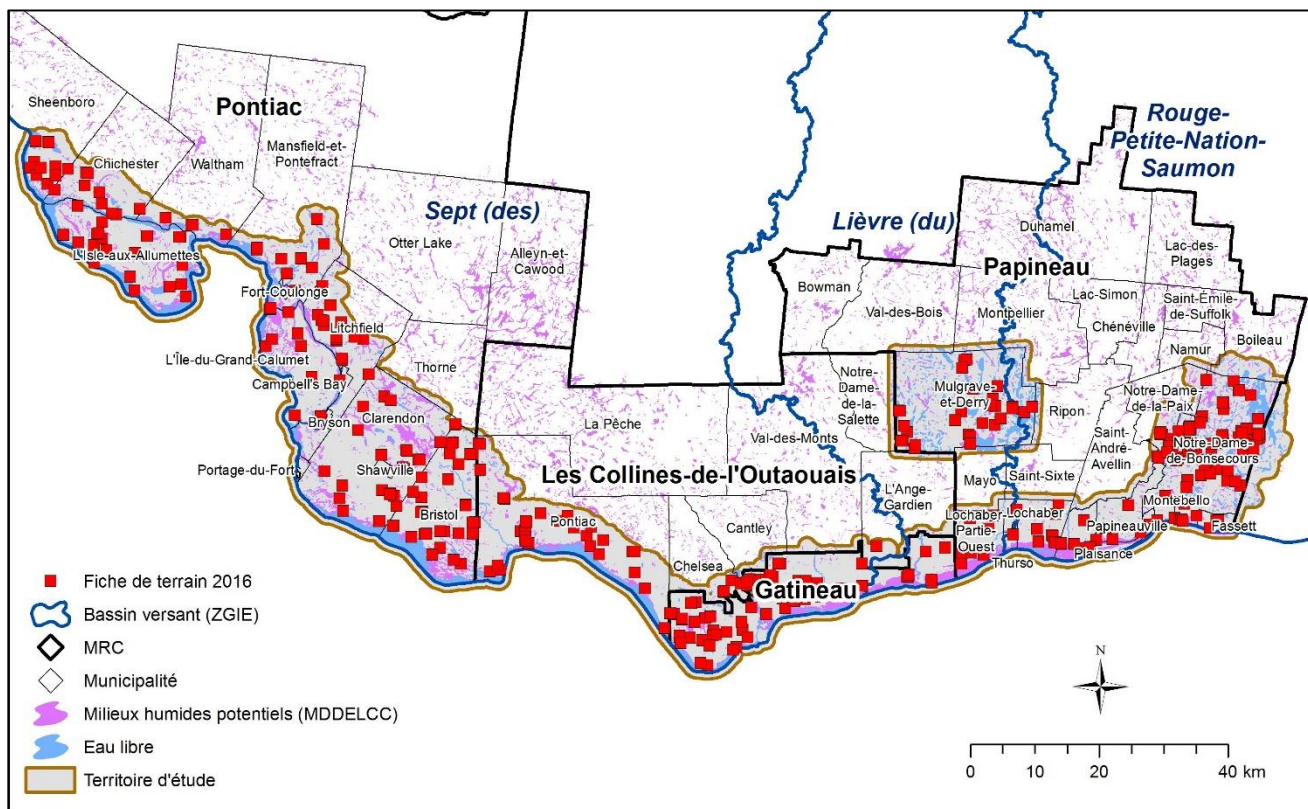 Sheenboro
Pontiac
Chichester
Waltham
Mansfield-et-
Pontefract
Rouge-
Petite-Nation-
Saumon
Sept (des)
Otter Lake
Alleyn-et-
Cawood
Lièvre (du)
Duhamel
Lac-des-
Plages
Papineau
L'Isle-aux-Allumettes
Fort-Coulonge
Litchfield
Bowman
Val-des-Bois
Montpellier
Lac-Simon
Chénéville
Saint-Émile-
de-Suffolk
Namur
Boileau
L'Île-du-Grand-Calumet
Campbell's Bay
Thorne
Clarendon
Bryson
La Pêche
Val-des-Monts
Notre-
Dame-
de-la-
Salette
Mulgrave-
et-Derry
Ripon
Notre-Dame-
de-la-Paix
Saint-
André-
Avellin
Notre-Dame-
de-Bonsecours
Portage-du-Fort
Shawville
Les Collines-de-l'Outaouais
L'Ange-
Gardien
Mayo
Saint-Sixte
Montebello
Bristol
Pontiac
Cantley
Chelsea
Lochaber-
Partie-
Ouest
Lochaber
Papineauville
Fassett
Plaisance
Thurso
Gatineau
Fiche de terrain 2016
Bassin versant (ZGIE)
MRC
Municipalité
Milieux humides potentiels (MDDELCC)
Eau libre
Territoire d'étude
N
0 10 20 40 km